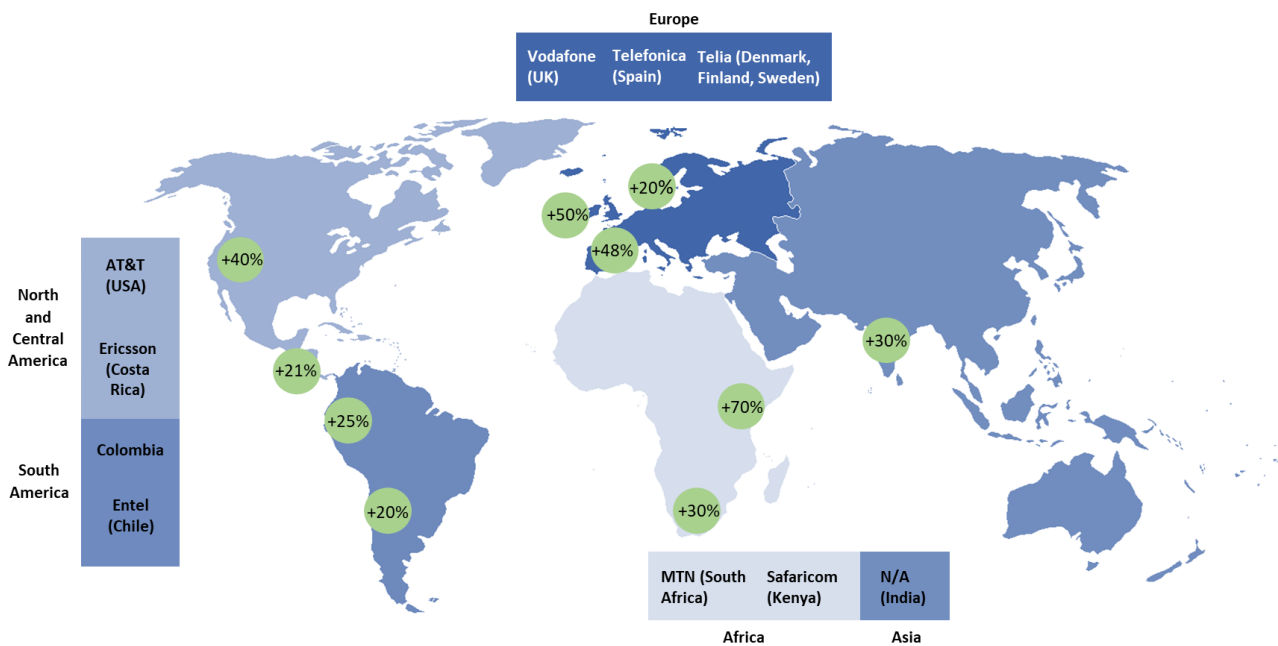 Europe
Vodafone
(UK)
Telefonica
(Spain)
Telia (Denmark,
Finland, Sweden)
+20%
+50%
+48%
+40%
North
and
Central
America
AT&T
(USA)
Ericsson
(Costa
Rica)
+21%
+30%
+70%
+25%
South
America
Colombia
Entel
(Chile)
+20%
+30%
MTN (South
Africa)
Safaricom
(Kenya)
N/A
(India)
Africa
Asia